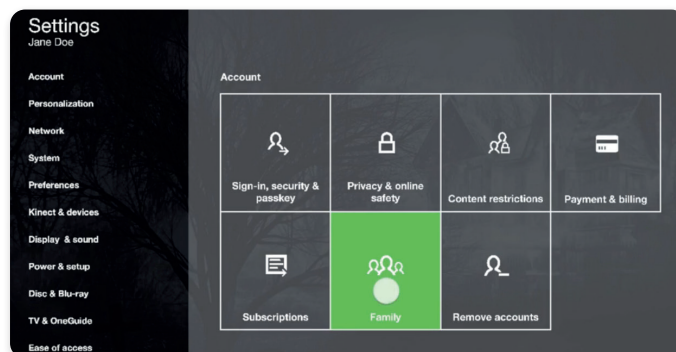 Settings
Jane Doe
Account
Personalization
Network
System
Preferences
Kinect & devices
Display & sound
Power & setup
Disc & Blu-ray
TV & OneGuide
Ease of access
Account
Sign-in, security &
passkey
Privacy & online
safety
Content restrictions
Payment & billing
Subscriptions
Family
Remove accounts